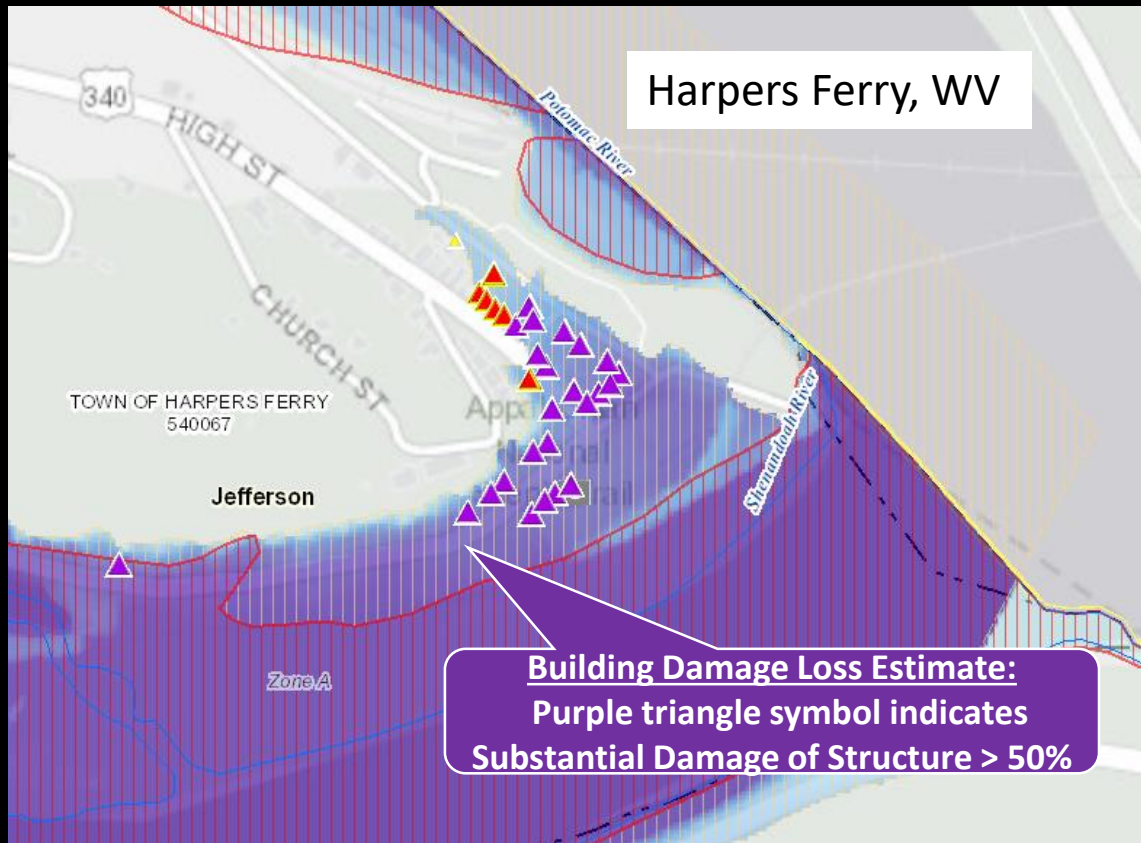 Harpers Ferry, WV
340
HIGH ST
Potomac River
CHURCH ST
TOWN OF HARPERS FERRY
540067
Shenandoah River
Jefferson
Zone A
Building Damage Loss Estimate:
Purple triangle symbol indicates
Substantial Damage of Structure > 50%